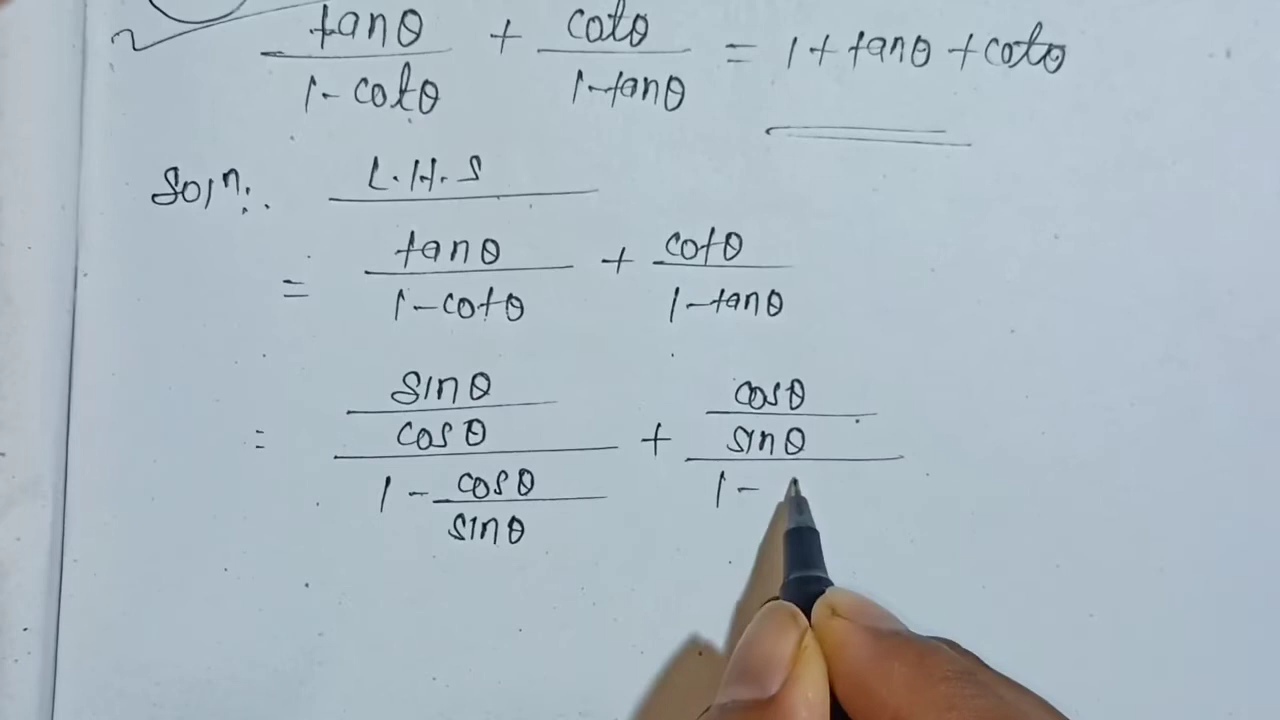 tanθ/1-cotθ + cotθ/1-tanθ = 1+tanθ+cotθ
Solⁿ:. L.H.S
= tanθ/1-cotθ + cotθ/1-tanθ
= sinθ/cosθ/1-cosθ/sinθ + cosθ/sinθ/1-